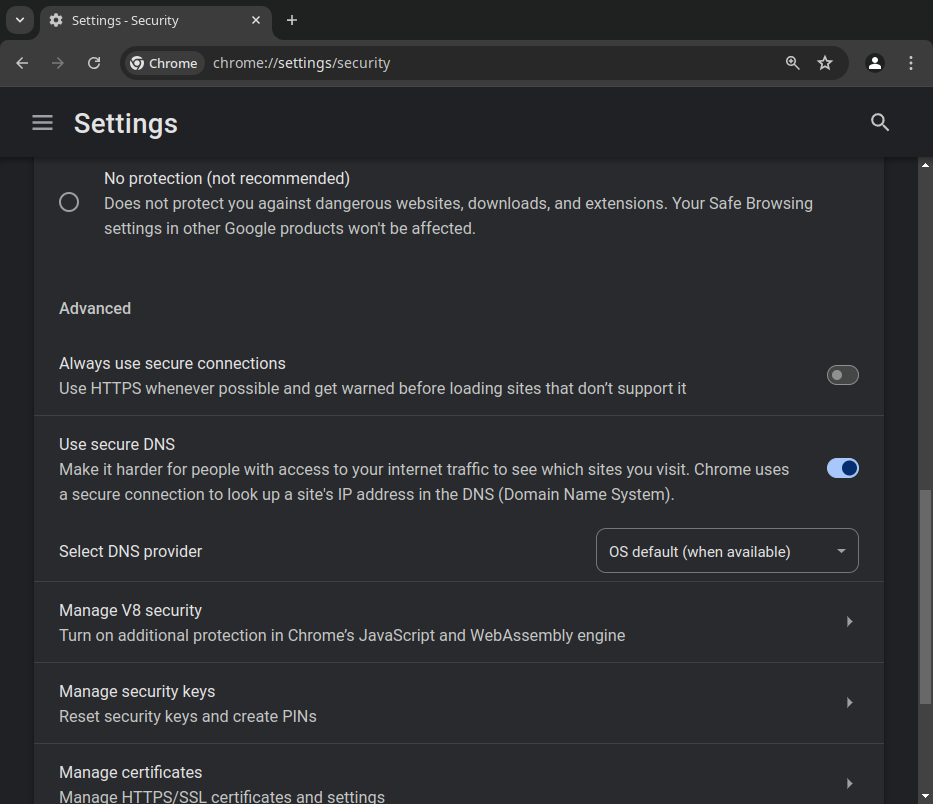 Settings - Security
Chrome chrome://settings/security
Settings
No protection (not recommended)
Does not protect you against dangerous websites, downloads, and extensions. Your Safe Browsing
settings in other Google products won't be affected.
Advanced
Always use secure connections
Use HTTPS whenever possible and get warned before loading sites that don’t support it
Use secure DNS
Make it harder for people with access to your internet traffic to see which sites you visit. Chrome uses
a secure connection to look up a site's IP address in the DNS (Domain Name System).
Select DNS provider OS default (when available)
Manage V8 security
Turn on additional protection in Chrome’s JavaScript and WebAssembly engine
Manage security keys
Reset security keys and create PINs
Manage certificates
Manage HTTPS/SSL certificates and settings